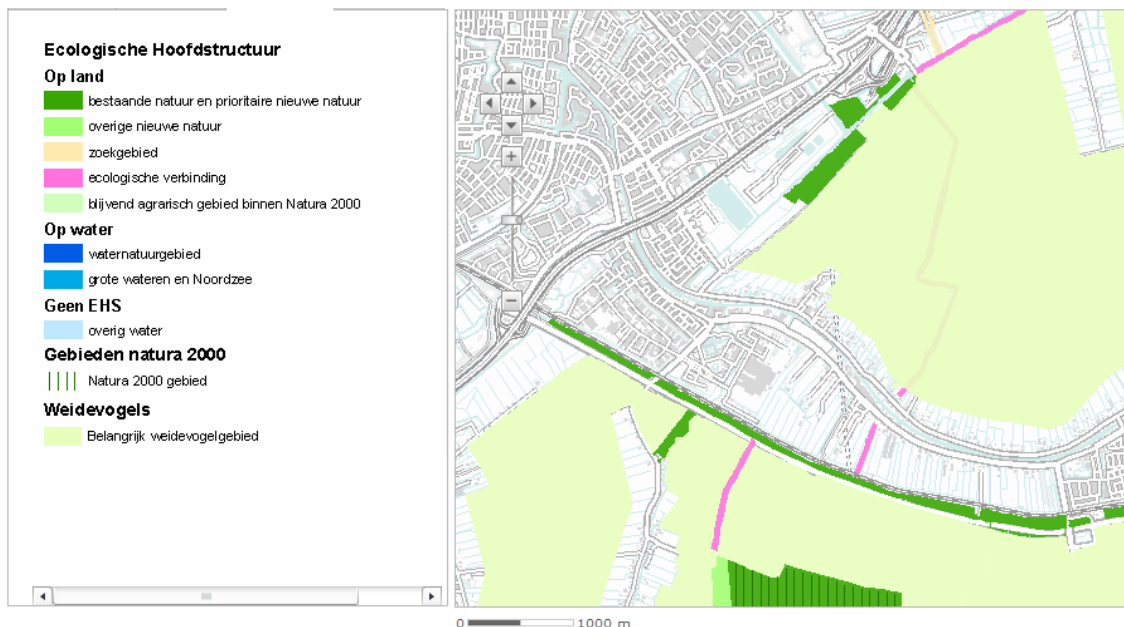 Ecologische Hoofdstructuur
Op land
bestaande natuur en prioritaire nieuwe natuur
overige nieuwe natuur
zoekgebied
ecologische verbinding
blijvend agrarisch gebied binnen Natura 2000
Op water
waternatuurgebied
grote wateren en Noordzee
Geen EHS
overig water
Gebieden natura 2000
Natura 2000 gebied
Weidevogels
Belangrijk weidevogelgebied
0 1000 m